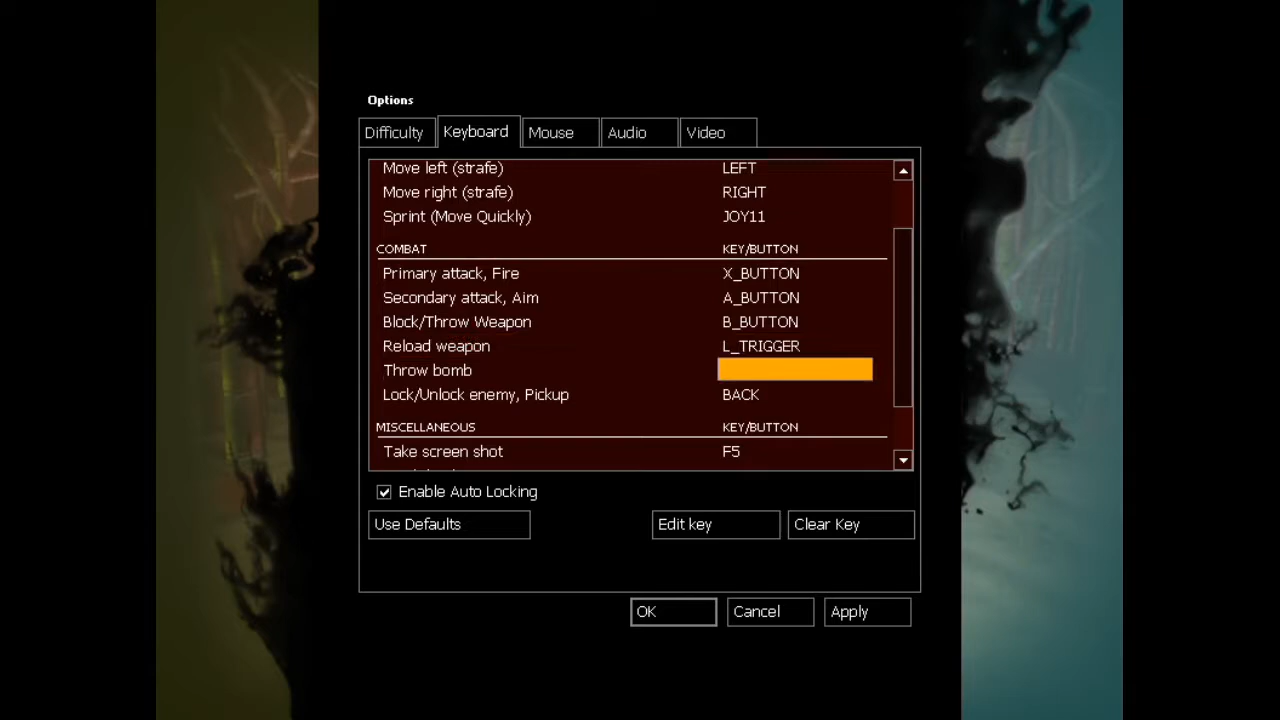 Options
Difficulty Keyboard Mouse Audio Video
Move left (strafe) LEFT
Move right (strafe) RIGHT
Sprint (Move Quickly) JOY11
COMBAT KEY/BUTTON
Primary attack, Fire X_BUTTON
Secondary attack, Aim A_BUTTON
Block/Throw Weapon B_BUTTON
Reload weapon L_TRIGGER
Throw bomb
Lock/Unlock enemy, Pickup BACK
MISCELLANEOUS KEY/BUTTON
Take screen shot F5
Enable Auto Locking
Use Defaults Edit key Clear Key
OK Cancel Apply